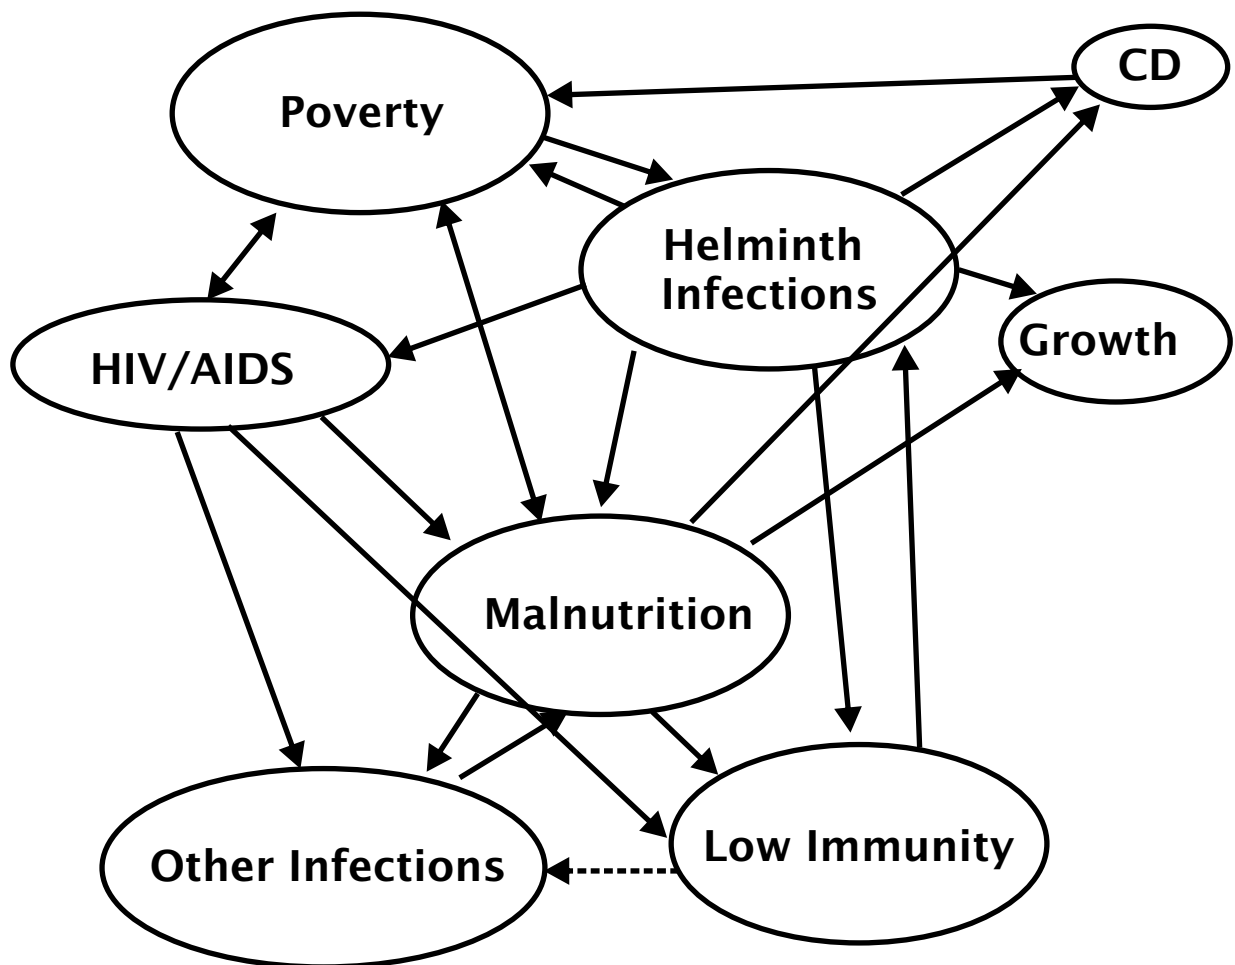 CD
Poverty
Helminth
Infections
Growth
HIV/AIDS
Malnutrition
Low Immunity
Other Infections